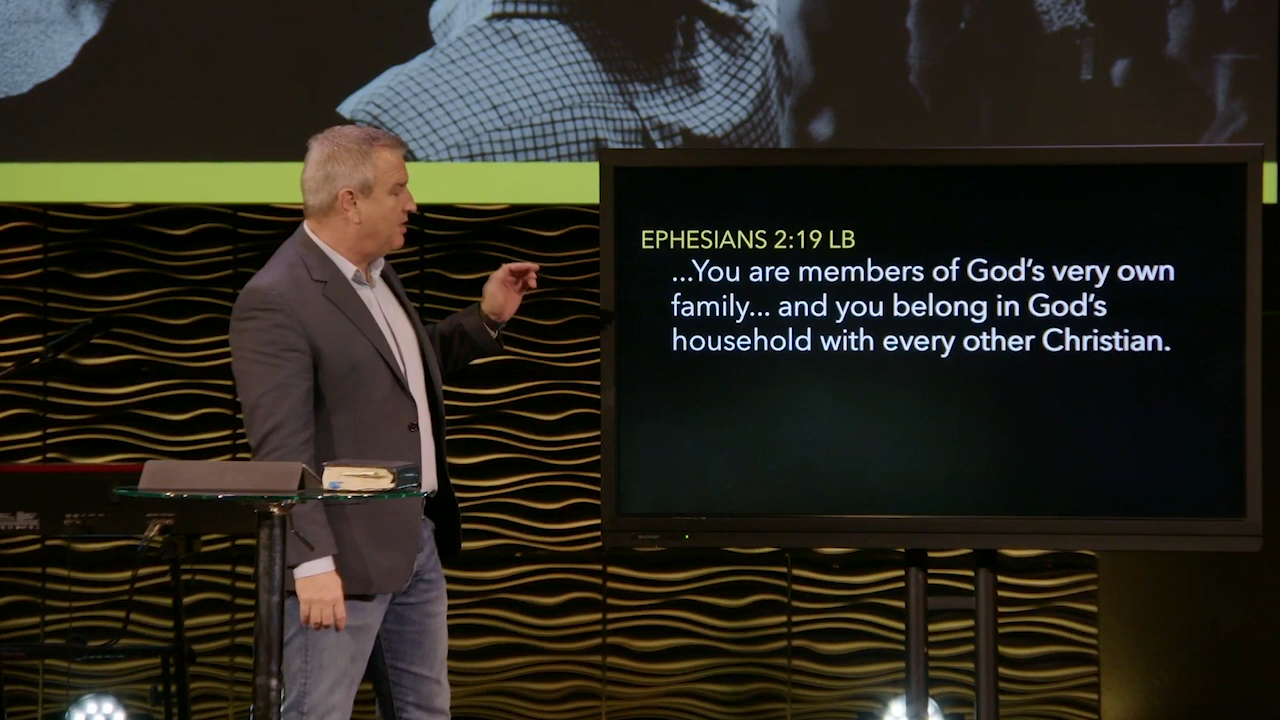 EPHESIANS 2:19 LB
...You are members of God's very own
family... and you belong in God's
household with every other Christian.